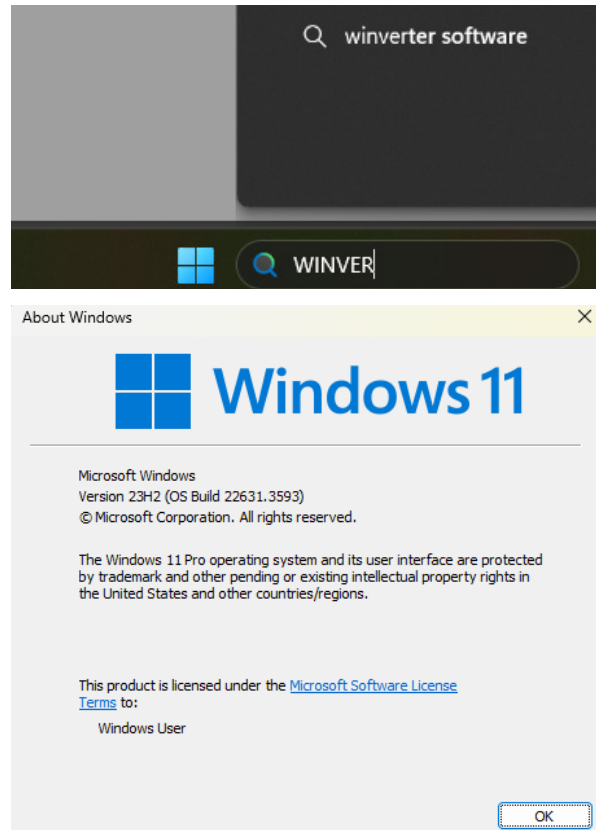 winverter software
WINVER
About Windows
Windows 11
Microsoft Windows
Version 23H2 (OS Build 22631.3593)
© Microsoft Corporation. All rights reserved.
The Windows 11 Pro operating system and its user interface are protected
by trademark and other pending or existing intellectual property rights in
the United States and other countries/regions.
This product is licensed under the Microsoft Software License
Terms to:
Windows User
OK